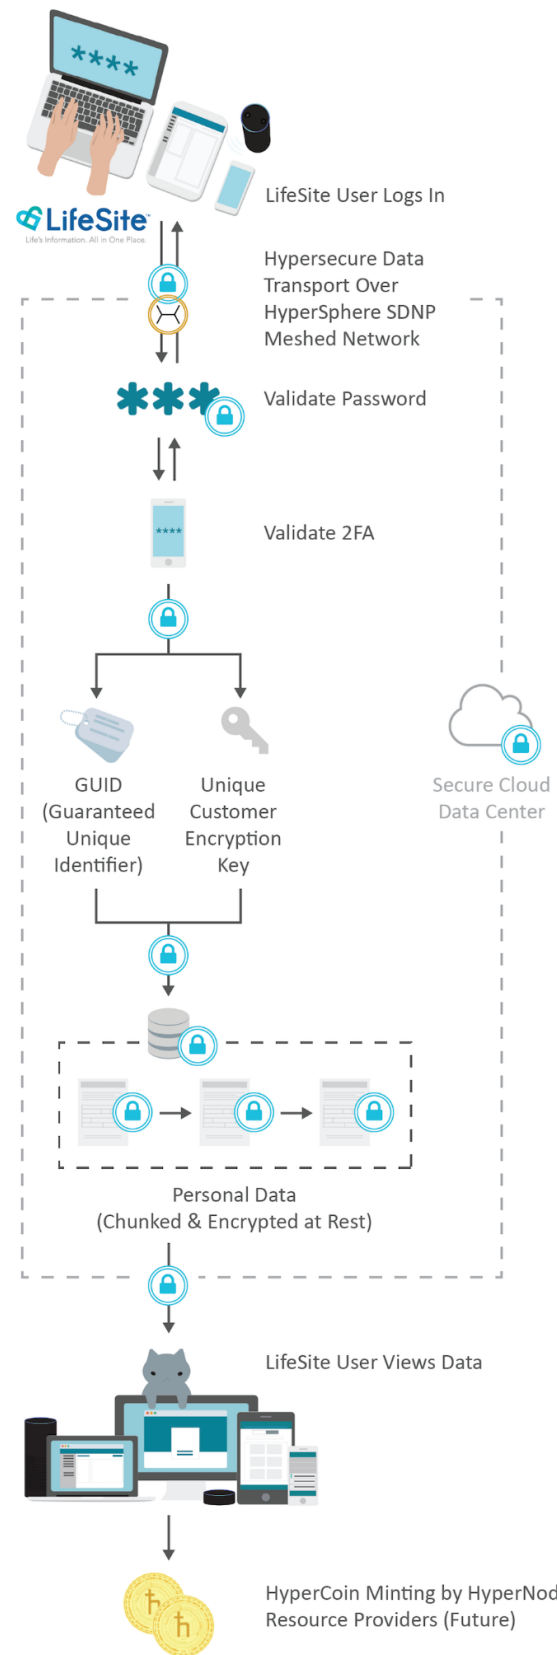 ****
LifeSite User Logs In
LifeSite™
Life's Information. All in One Place.
Hypersecure Data
Transport Over
HyperSphere SDNP
Meshed Network
***
Validate Password
****
Validate 2FA
GUID
(Guaranteed
Unique
Identifier)
Unique
Customer
Encryption
Key
Secure Cloud
Data Center
Personal Data
(Chunked & Encrypted at Rest)
LifeSite User Views Data
HyperCoin Minting by HyperNod
Resource Providers (Future)